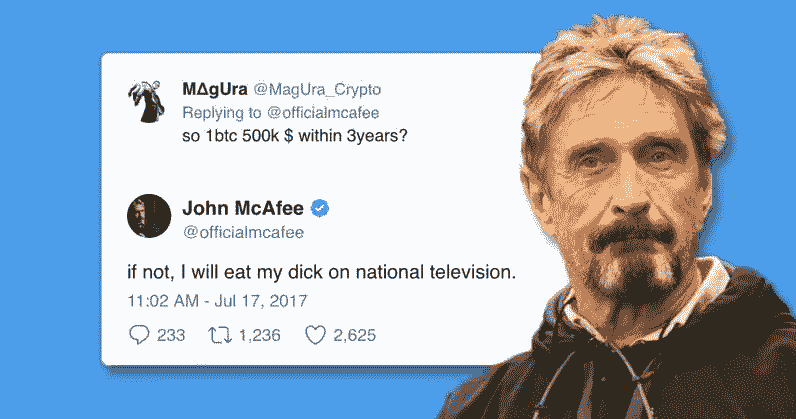 MΔgUra @MagUra_Crypto
Replying to @officialmcafee
so 1btc 500k $ within 3years?
John McAfee
@officialmcafee
if not, I will eat my dick on national television.
11:02 AM - Jul 17, 2017
233 1,236 2,625